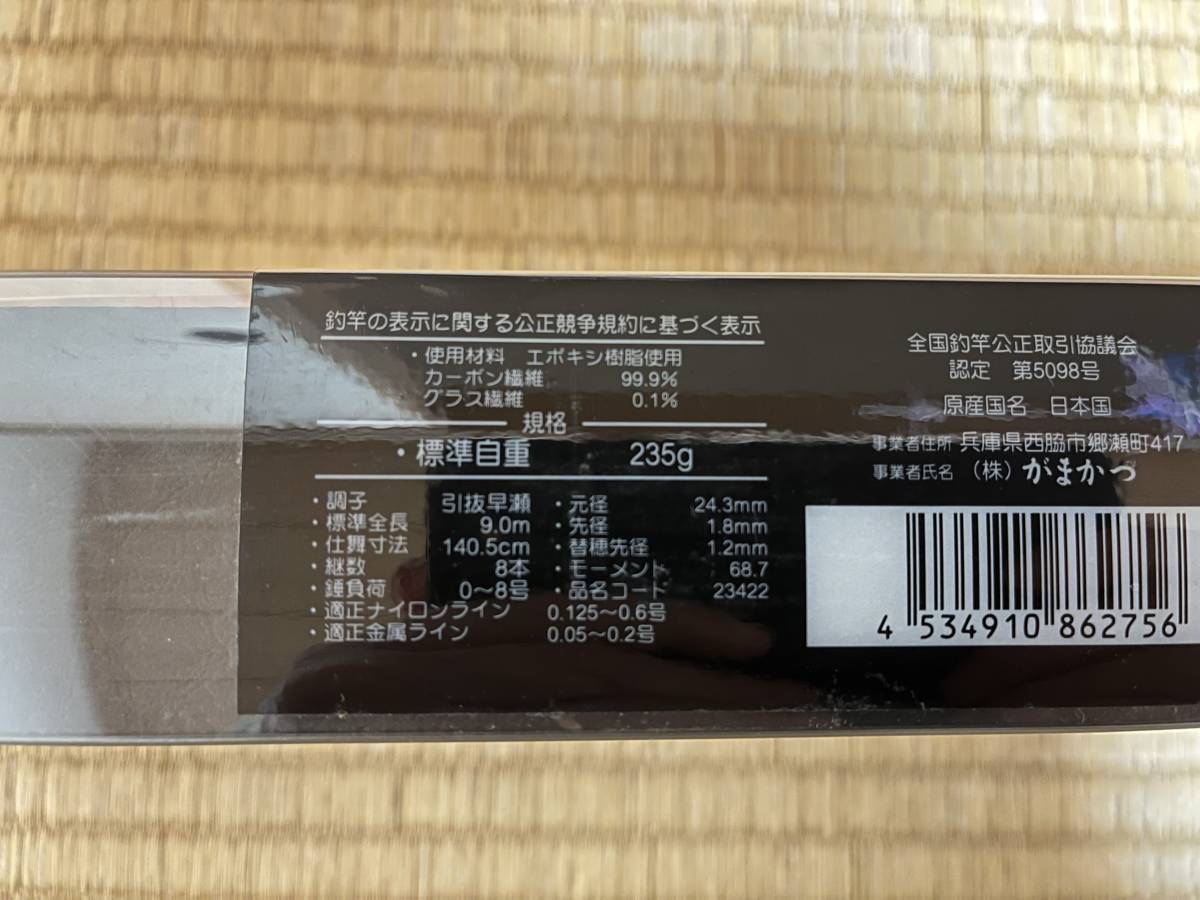 釣竿の表示に関する公正競争規約に基づく表示
・使用材料 エポキシ樹脂使用
カーボン繊維 99.9%
グラス繊維 0.1%
規格
・標準自重 235g
・調子 引抜早瀬
・標準全長 9.0m
・仕舞寸法 140.5cm
・継数 8本
・錘負荷 0〜8号
・元径 24.3mm
・先径 1.8mm
・替穂先径 1.2mm
・モーメント 68.7
・品名コード 23422
・適正ナイロンライン 0.125〜0.6号
・適正金属ライン 0.05〜0.2号
全国釣竿公正取引協議会
認定 第5098号
原産国名 日本国
事業者住所 兵庫県西脇市郷瀬町417
事業者氏名 (株)がまかつ
4 534910 862756